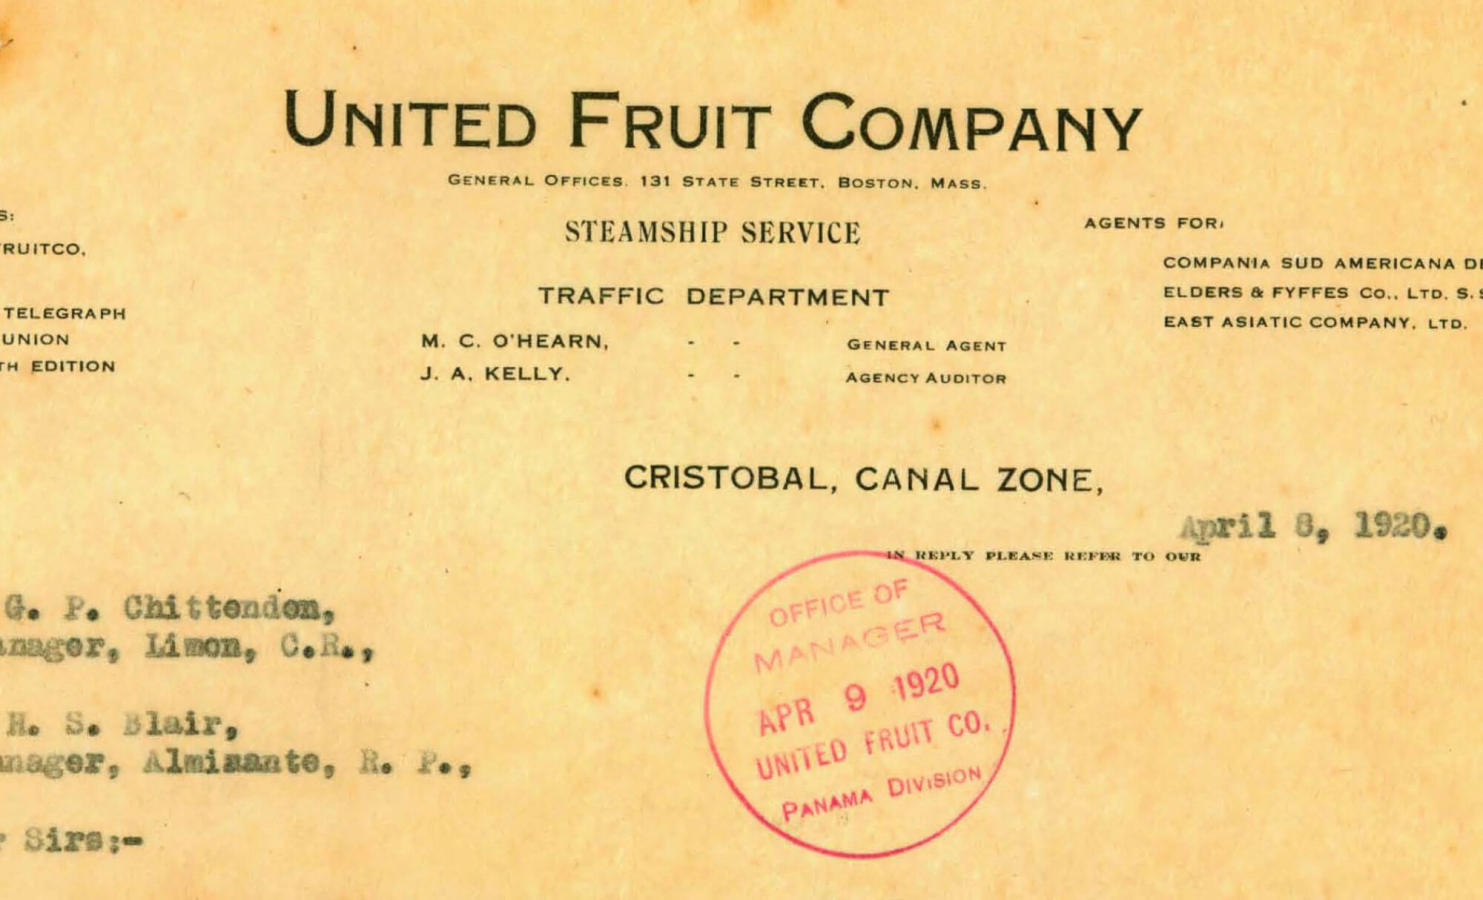 UNITED FRUIT COMPANY
GENERAL OFFICES. 131 STATE STREET, BOSTON, MASS.
S:
FRUITCO,
TELEGRAPH
UNION
TH EDITION
STEAMSHIP SERVICE
TRAFFIC DEPARTMENT
M. C. O'HEARN, - - GENERAL AGENT
J. A. KELLY. - - AGENCY AUDITOR
AGENTS FOR:
COMPANIA SUD AMERICANA DE
ELDERS & FYFFES Co., LTD. S. S
EAST ASIATIC COMPANY, LTD.
CRISTOBAL, CANAL ZONE,
April 8, 1920.
IN REPLY PLEASE REFER TO OUR
G. P. Chittenden,
anager, Limon, C.R.,
H. S. Blair,
anager, Almirante, R. P.,
r Sirs:-
OFFICE OF
MANAGER
APR 9 1920
UNITED FRUIT CO.
PANAMA DIVISION